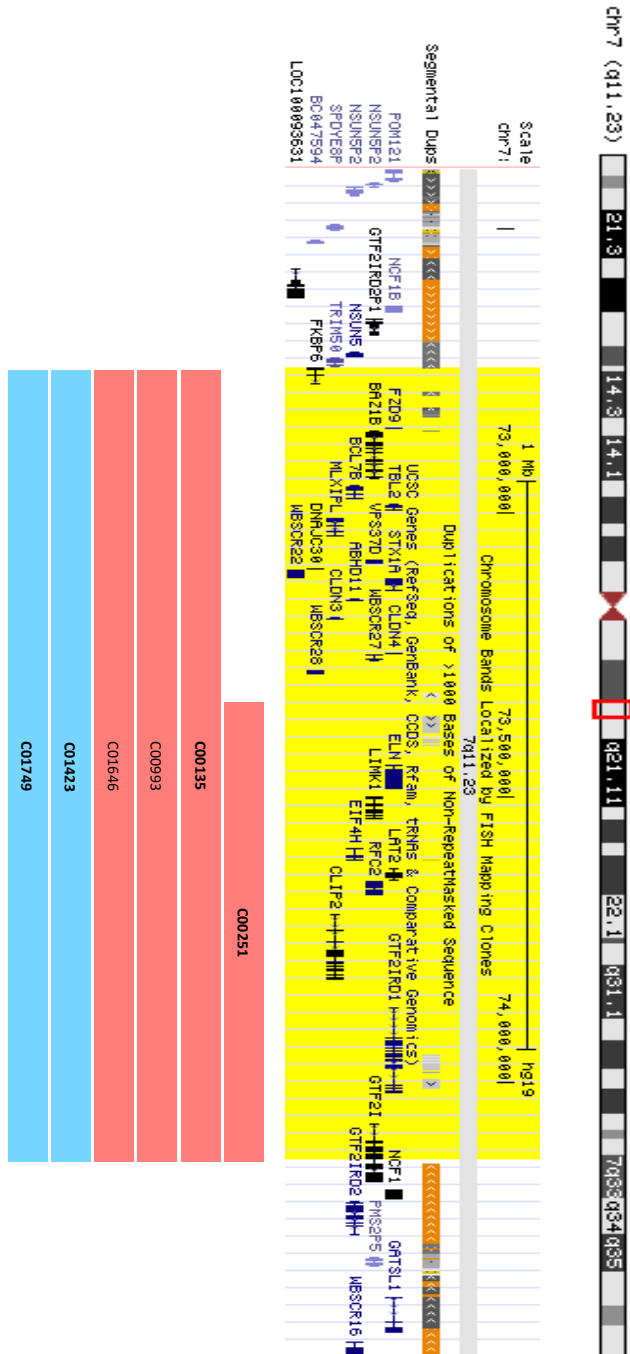 chr7 (q11.23) 21.3 14.3 14.1 q21.11 22.1 q31.1 7q33 q34 q35
Scale 1 Mb hg19
chr7: 73,000,000 73,500,000 74,000,000
Chromosome Bands Localized by FISH Mapping Clones
7q11.23
Duplications of >1000 Bases of Non-RepeatMasked Sequence
Segmental Dups
UCSC Genes (RefSeq, GenBank, CCDS, Rfam, tRNAs & Comparative Genomics)
POM121 NCF1B FZD9 TBL2 STX1A CLDN4 ELN LAT2 GTF2IRD1 NCF1 GATSL1
NSUN5P2 GTF2IRD2P1 BAZ1B VPS37D WBSCR27 LIMK1 RFC2 GTF2I PMS2P5
NSUN5P2 NSUN5 BCL7B ABHD11 EIF4H GTF2IRD2 WBSCR16
SPDYE8P TRIM50 MLXIPL CLDN3 CLIP2
BC047594 FKBP6 DNAJC30 WBSCR28
LOC100093631 WBSCR22
C00251
C00135
C00993
C01646
C01423
C01749